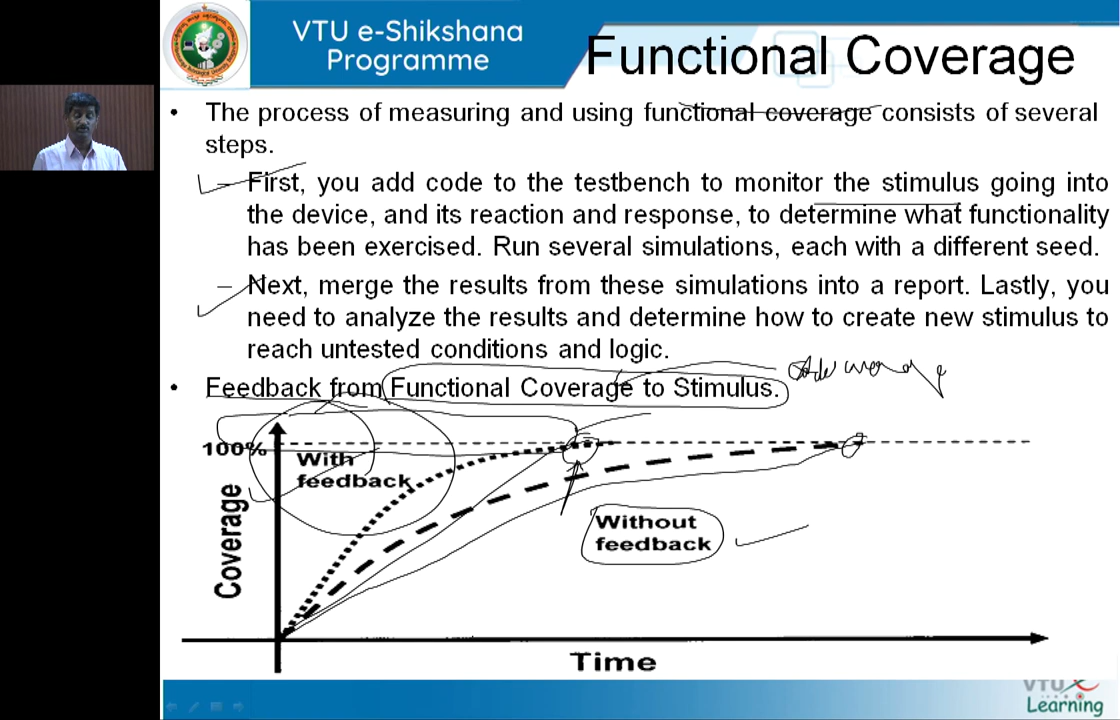 VTU e-Shikshana
Programme
Functional Coverage
• The process of measuring and using functional coverage consists of several
steps.
– First, you add code to the testbench to monitor the stimulus going into
the device, and its reaction and response, to determine what functionality
has been exercised. Run several simulations, each with a different seed.
– Next, merge the results from these simulations into a report. Lastly, you
need to analyze the results and determine how to create new stimulus to
reach untested conditions and logic.
• Feedback from Functional Coverage to Stimulus.
100%
With
feedback
Coverage
Without
feedback
Time
VTU
Learning